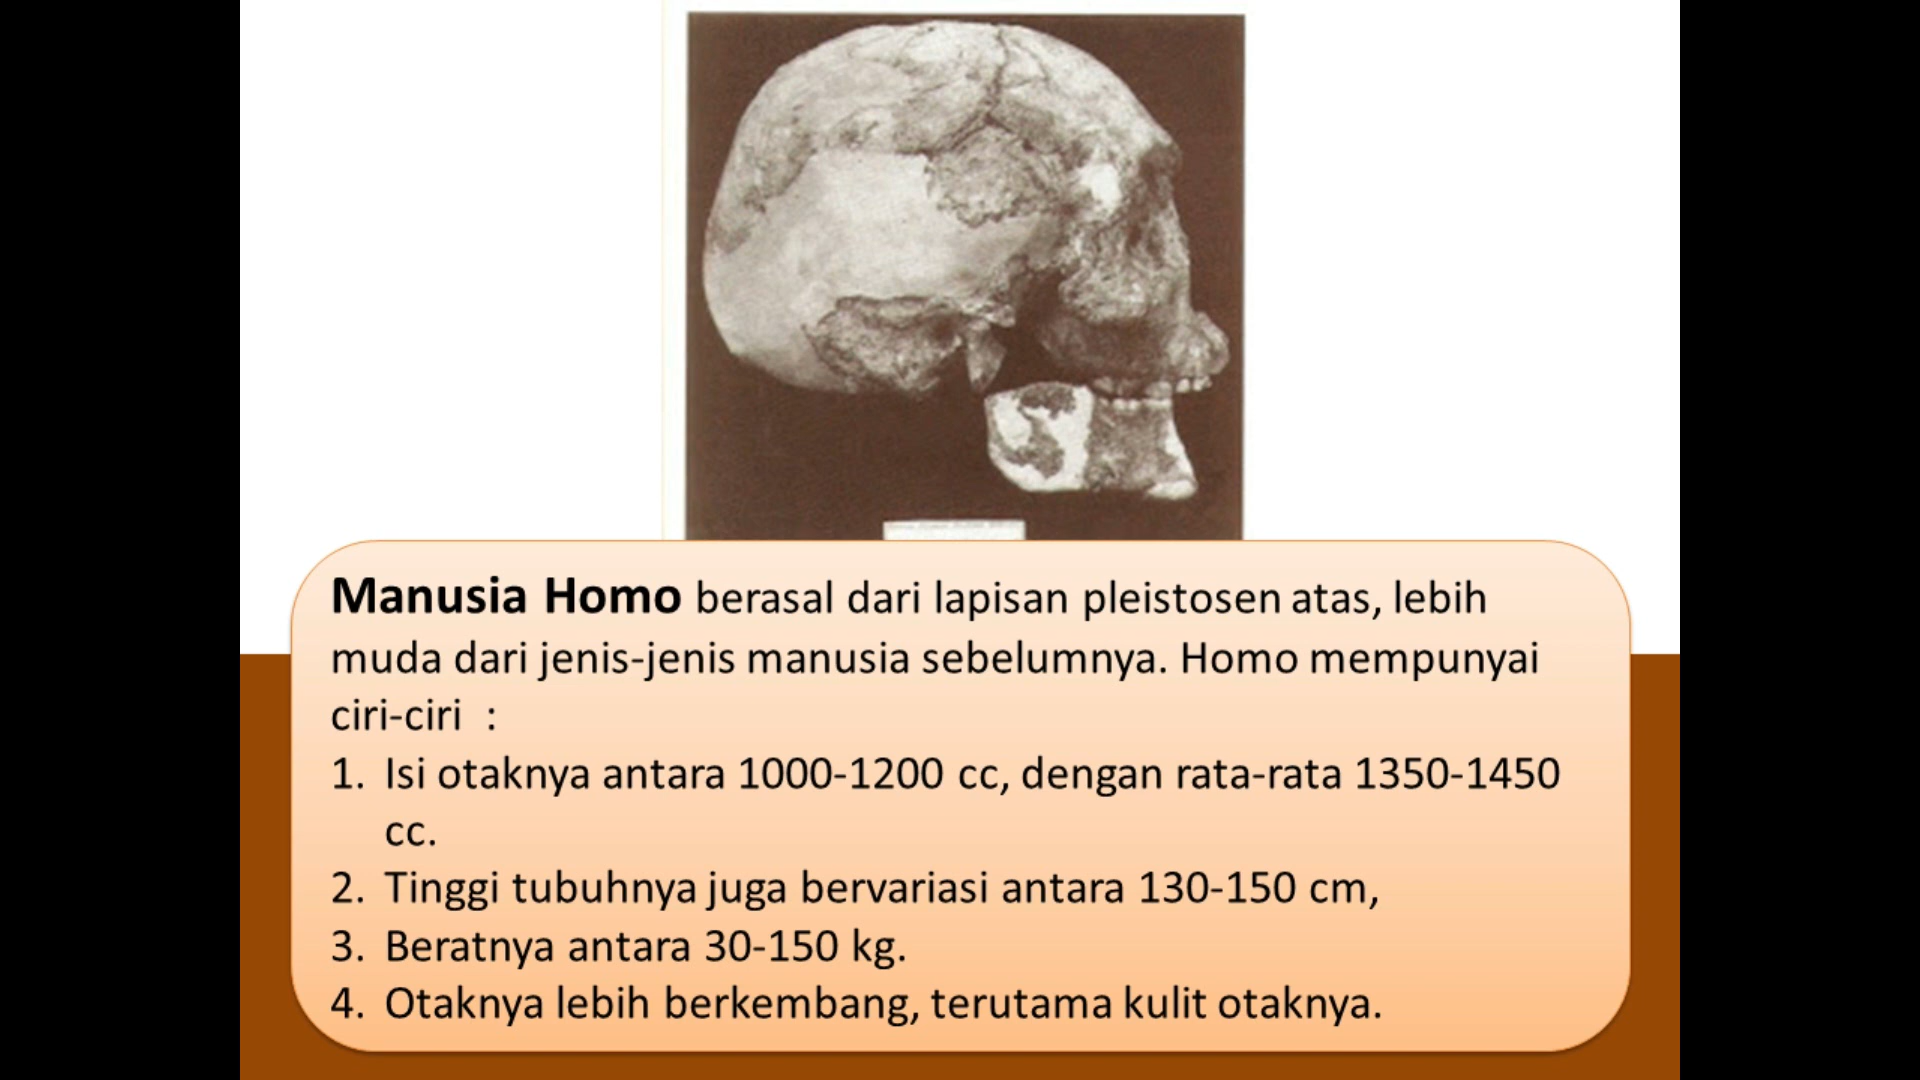 Manusia Homo berasal dari lapisan pleistosen atas, lebih
muda dari jenis-jenis manusia sebelumnya. Homo mempunyai
ciri-ciri :
1. Isi otaknya antara 1000-1200 cc, dengan rata-rata 1350-1450
cc.
2. Tinggi tubuhnya juga bervariasi antara 130-150 cm,
3. Beratnya antara 30-150 kg.
4. Otaknya lebih berkembang, terutama kulit otaknya.